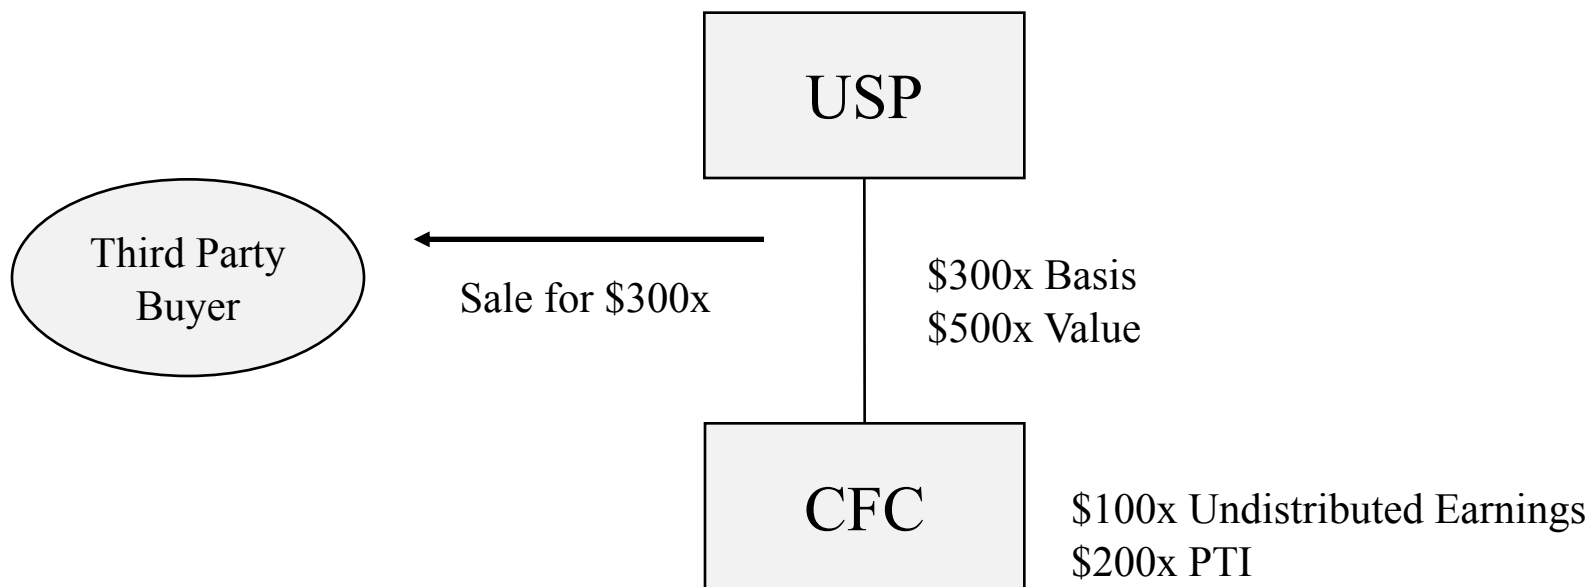 USP
Third Party
Buyer
Sale for $300x
$300x Basis
$500x Value
CFC
$100x Undistributed Earnings
$200x PTI